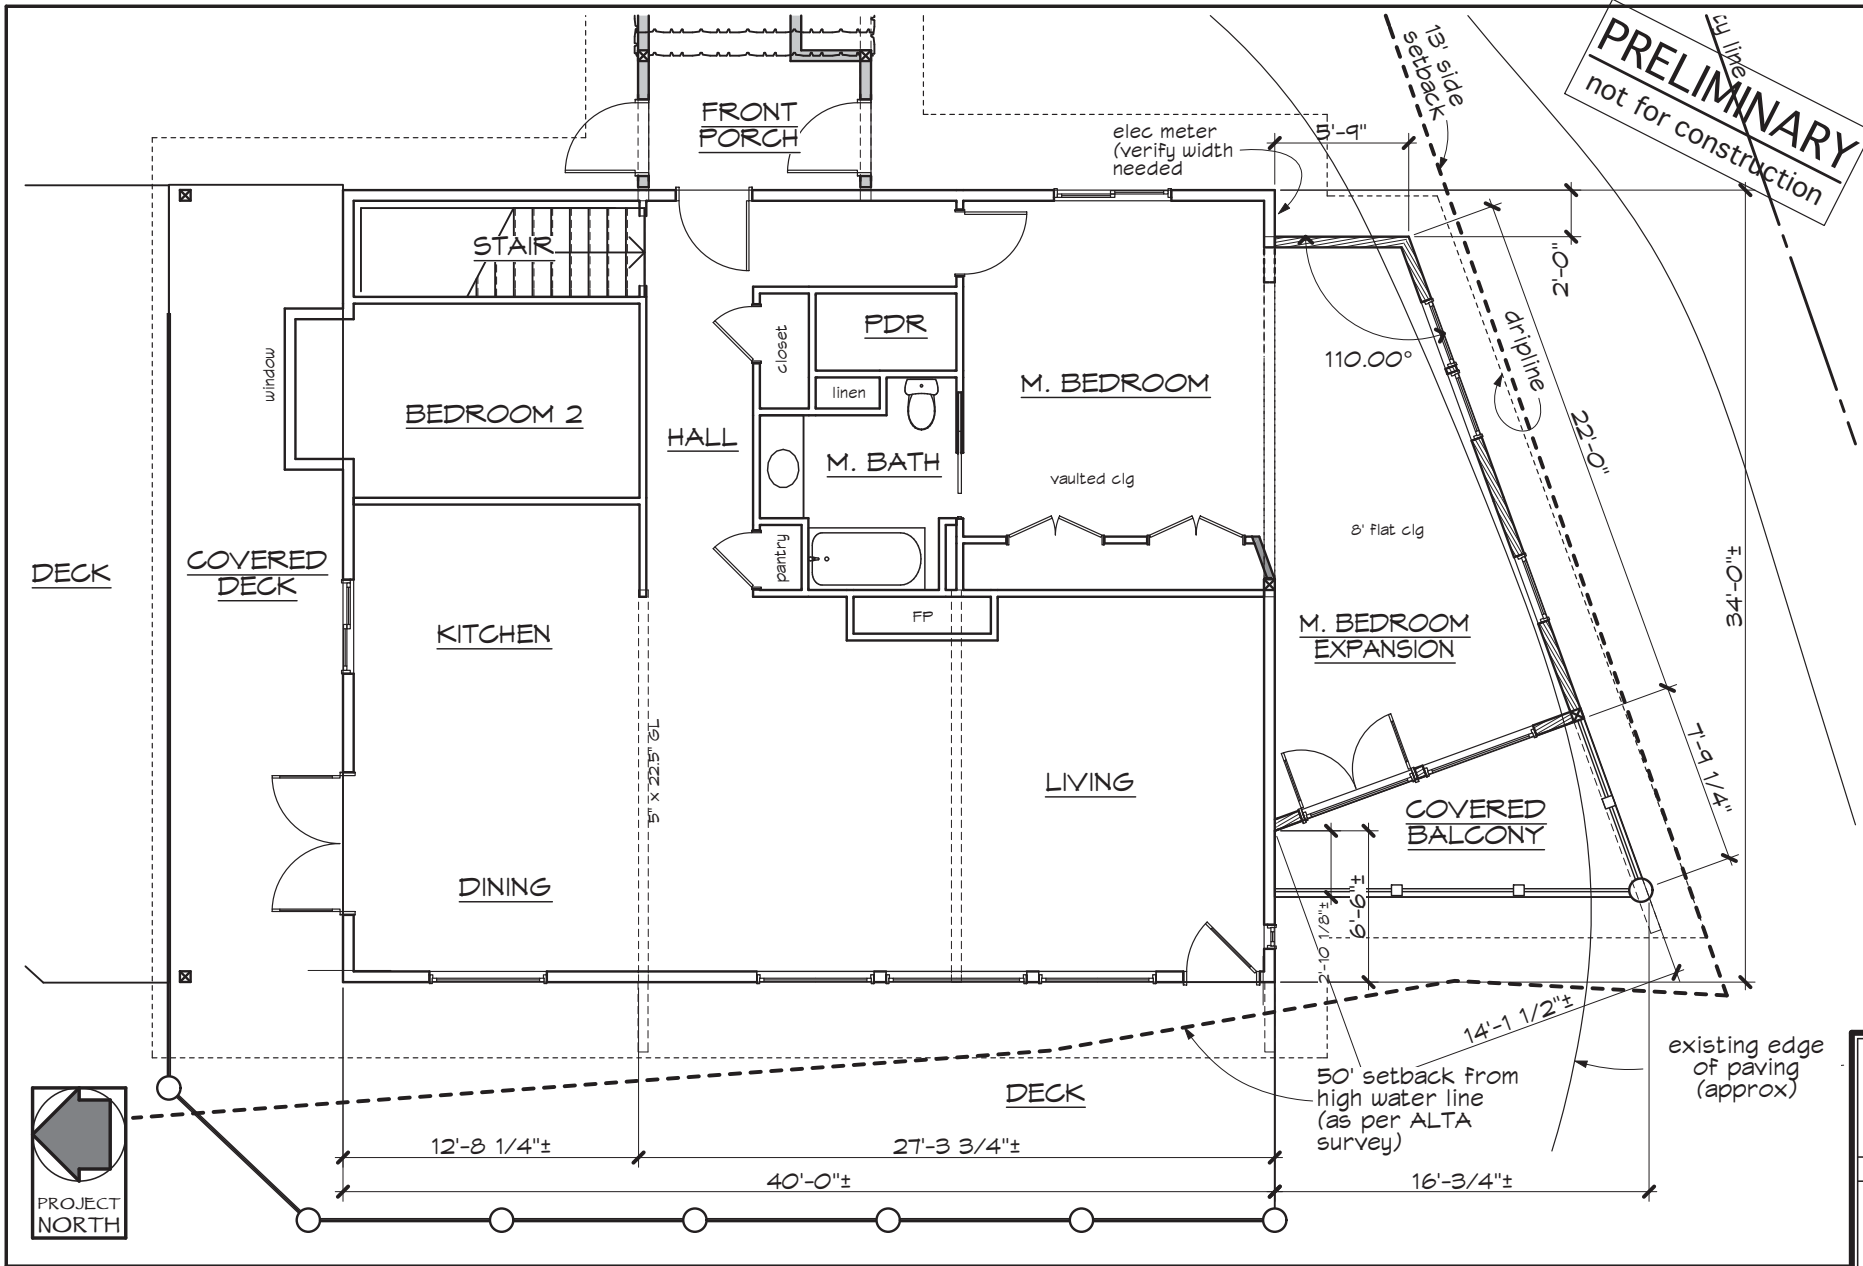 PRELIMINARY
not for construction
line
13' side
setback
FRONT
PORCH
elec meter
(verify width
needed
5'-9"
2'-0"
STAIR
PDR
closet
linen
M. BEDROOM
110.00°
dripline
22'-0"
window
BEDROOM 2
HALL
M. BATH
vaulted clg
8' flat clg
pantry
DECK
COVERED
DECK
34'-0"±
KITCHEN
FP
M. BEDROOM
EXPANSION
5" x 22.5" GL
LIVING
7'-9 1/4"
COVERED
BALCONY
DINING
2'-10 1/8"±
6'-6"±
14'-1 1/2"±
existing edge
of paving
(approx)
50' setback from
high water line
(as per ALTA
survey)
DECK
12'-8 1/4"±
27'-3 3/4"±
40'-0"±
16'-3/4"±
PROJECT
NORTH